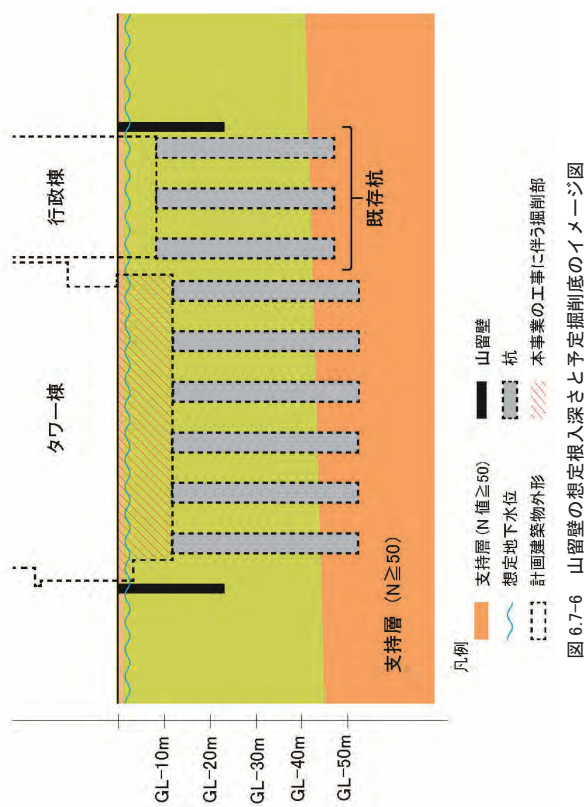 タワー棟
行政棟
GL-10m
GL-20m
GL-30m
GL-40m
GL-50m
既存杭
支持層（N≧50）
凡例
支持層(N 値≧50)
山留壁
想定地下水位
杭
計画建築物外形
本事業の工事に伴う掘削部
図 6.7-6 山留壁の想定根入深さと予定掘削底のイメージ図